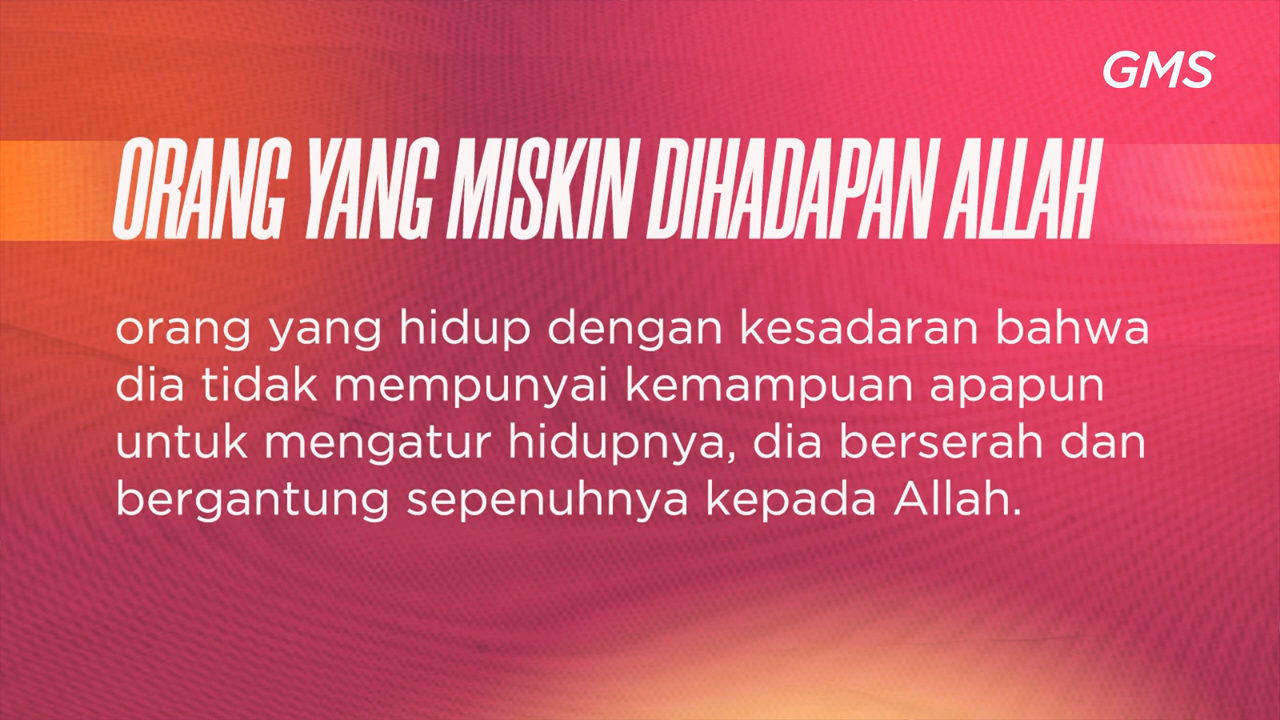 GMS
ORANG YANG MISKIN DIHADAPAN ALLAH
orang yang hidup dengan kesadaran bahwa
dia tidak mempunyai kemampuan apapun
untuk mengatur hidupnya, dia berserah dan
bergantung sepenuhnya kepada Allah.